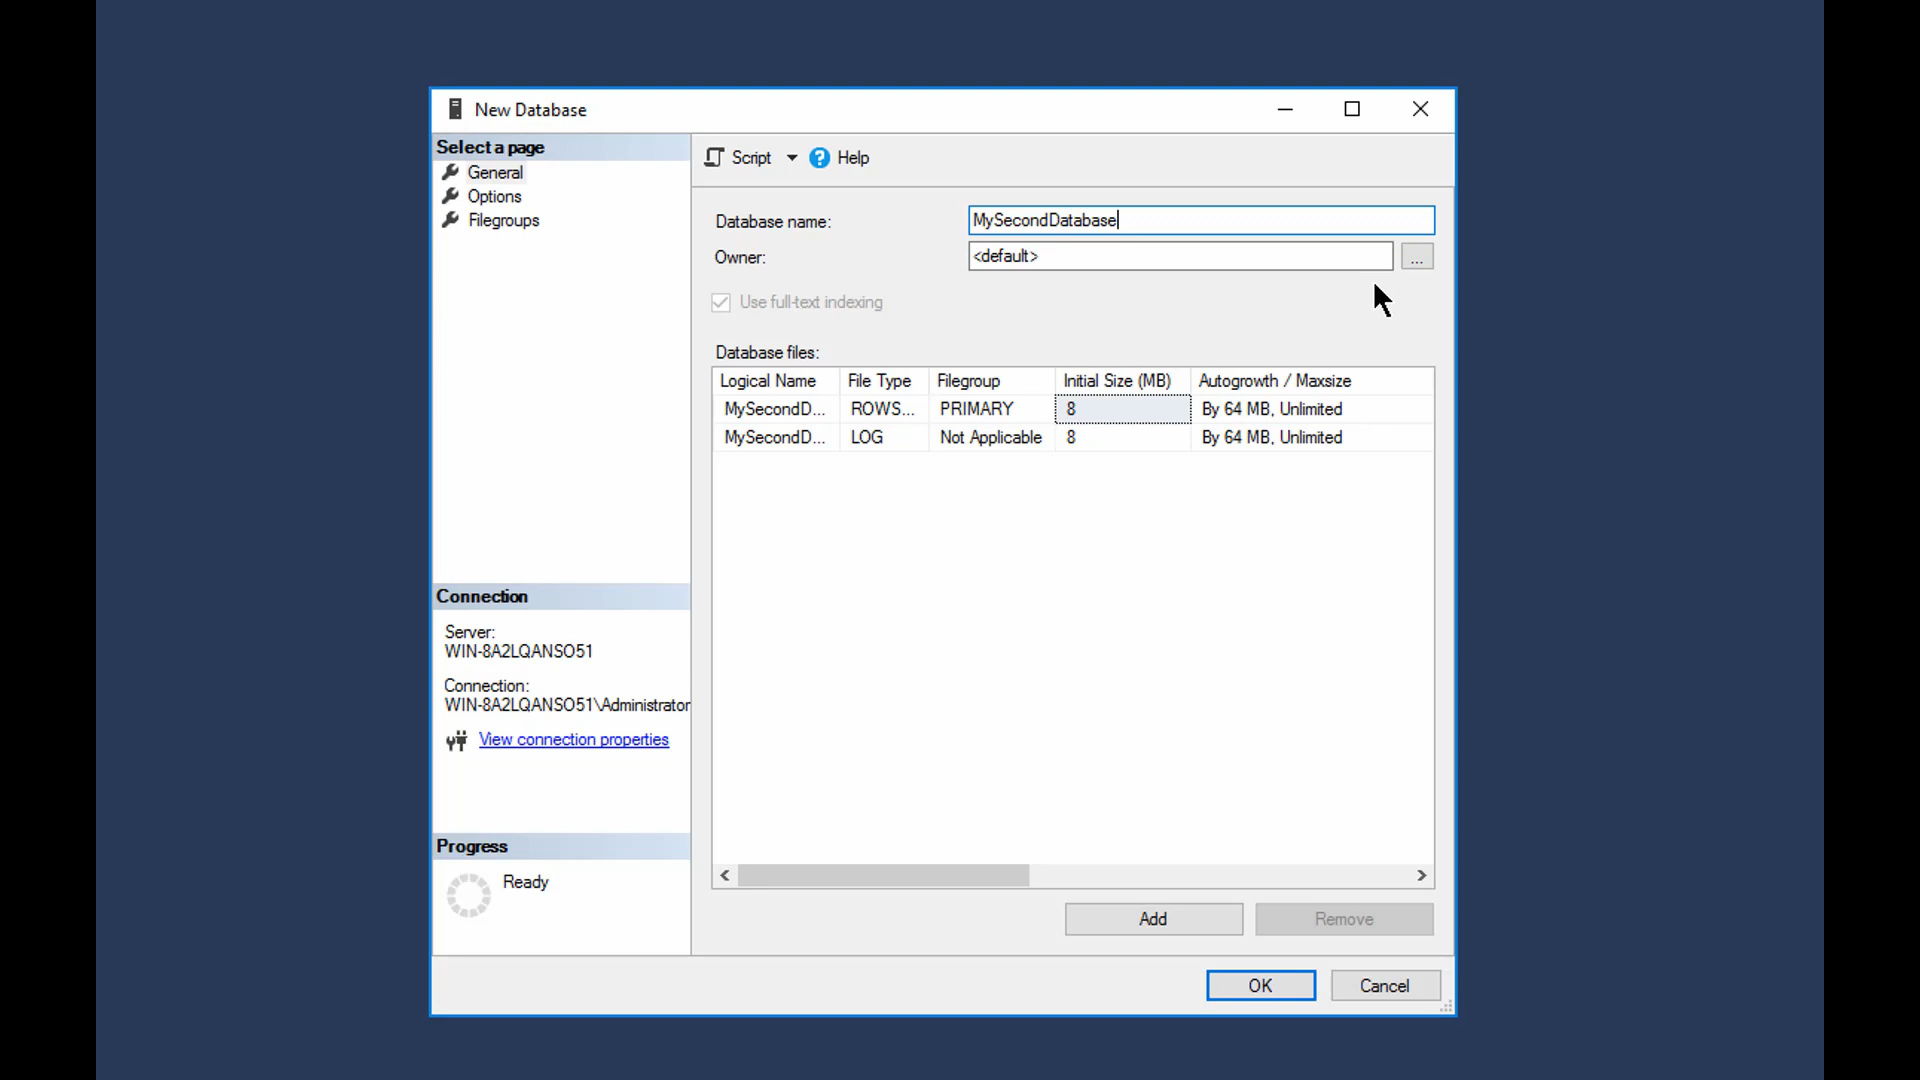 New Database
Select a page
General
Options
Filegroups
Script
Help
Database name:
MySecondDatabase
Owner:
<default>
...
Use full-text indexing
Database files:
Logical Name File Type Filegroup Initial Size (MB) Autogrowth / Maxsize
MySecondD... ROWS... PRIMARY 8 By 64 MB, Unlimited
MySecondD... LOG Not Applicable 8 By 64 MB, Unlimited
Connection
Server:
WIN-8A2LQANSO51
Connection:
WIN-8A2LQANSO51\Administrator
View connection properties
Progress
Ready
Add
Remove
OK
Cancel